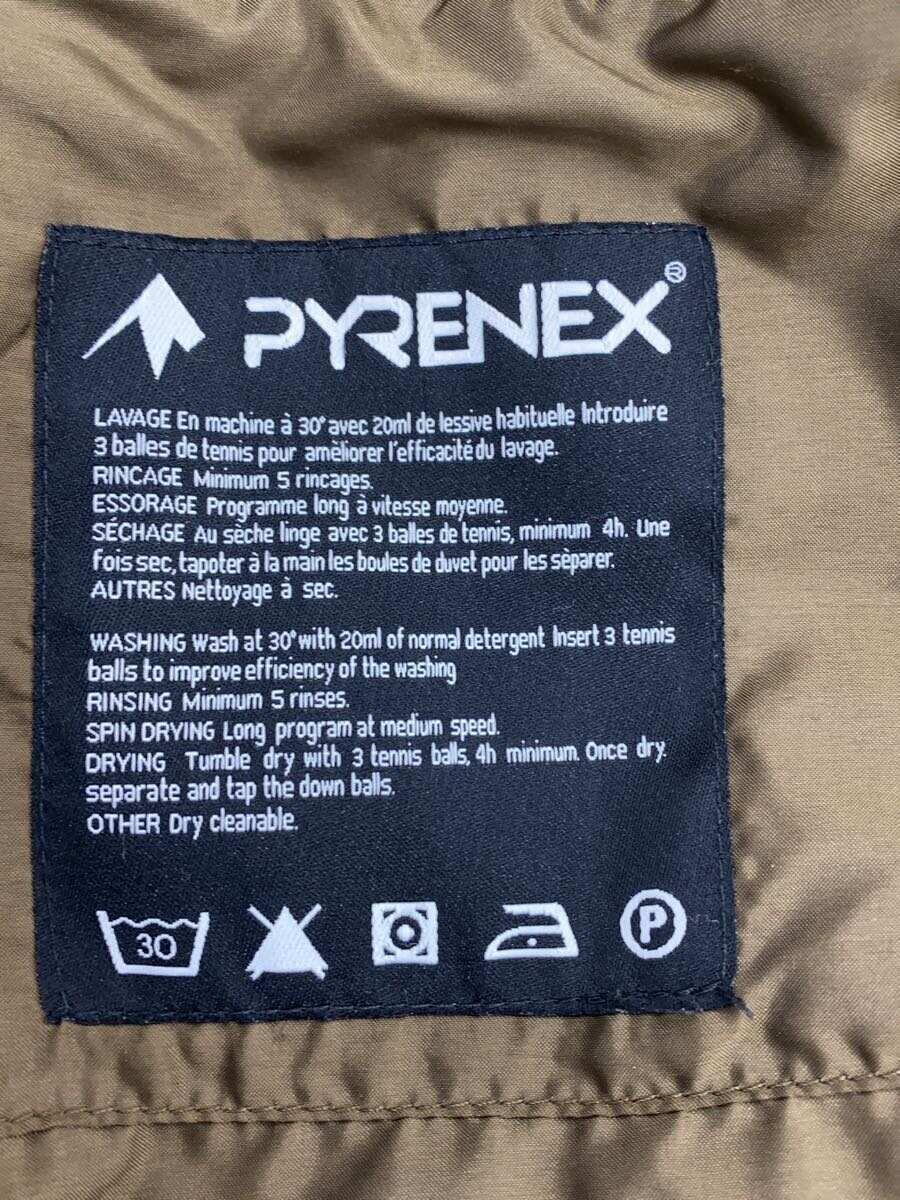 PYRENEX®
LAVAGE En machine à 30° avec 20ml de lessive habituelle Introduire
3 balles de tennis pour amèliorer l'efficacité du lavage.
RINCAGE Minimum 5 rincages.
ESSORAGE Programme long à vitesse moyenne.
SÉCHAGE Au sèche linge avec 3 balles de tennis, minimum 4h. Une
fois sec, tapoter à la main les boules de duvet pour les sèparer.
AUTRES Nettoyage à sec.
WASHING Wash at 30° with 20ml of normal detergent Insert 3 tennis
balls to improve efficiency of the washing
RINSING Minimum 5 rinses.
SPIN DRYING Long program at medium speed.
DRYING Tumble dry with 3 tennis balls, 4h minimum. Once dry.
separate and tap the down balls.
OTHER Dry cleanable.
30 P